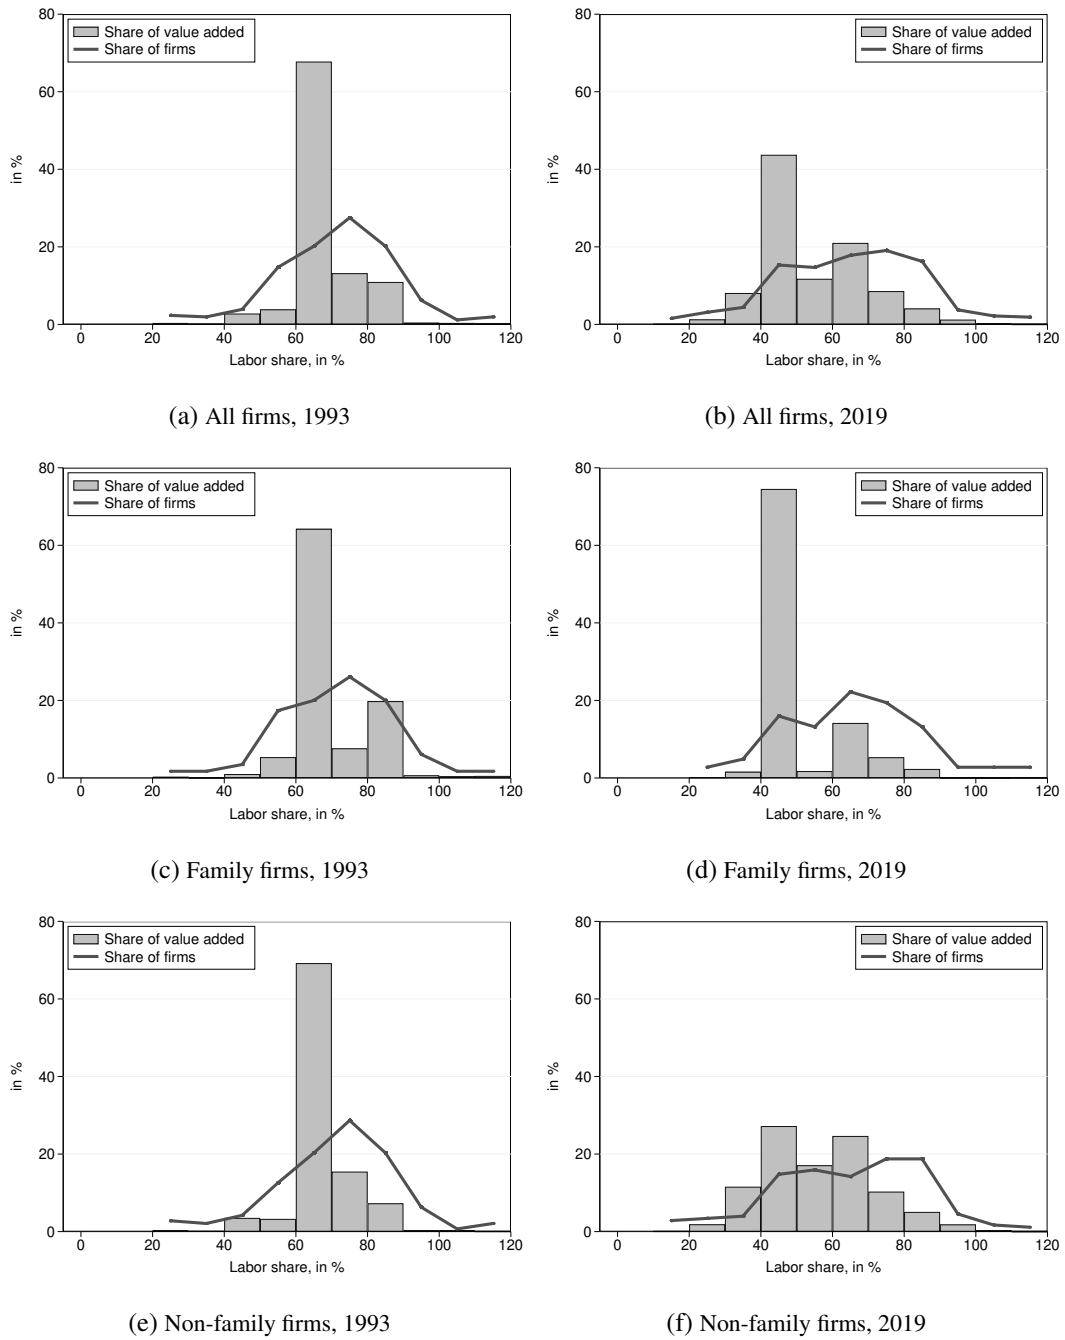 80
60
40
20
0
in %
Share of value added
Share of firms
0 20 40 60 80 100 120
Labor share, in %
(a) All firms, 1993
80
60
40
20
0
in %
Share of value added
Share of firms
0 20 40 60 80 100 120
Labor share, in %
(b) All firms, 2019
80
60
40
20
0
in %
Share of value added
Share of firms
0 20 40 60 80 100 120
Labor share, in %
(c) Family firms, 1993
80
60
40
20
0
in %
Share of value added
Share of firms
0 20 40 60 80 100 120
Labor share, in %
(d) Family firms, 2019
80
60
40
20
0
in %
Share of value added
Share of firms
0 20 40 60 80 100 120
Labor share, in %
(e) Non-family firms, 1993
80
60
40
20
0
in %
Share of value added
Share of firms
0 20 40 60 80 100 120
Labor share, in %
(f) Non-family firms, 2019